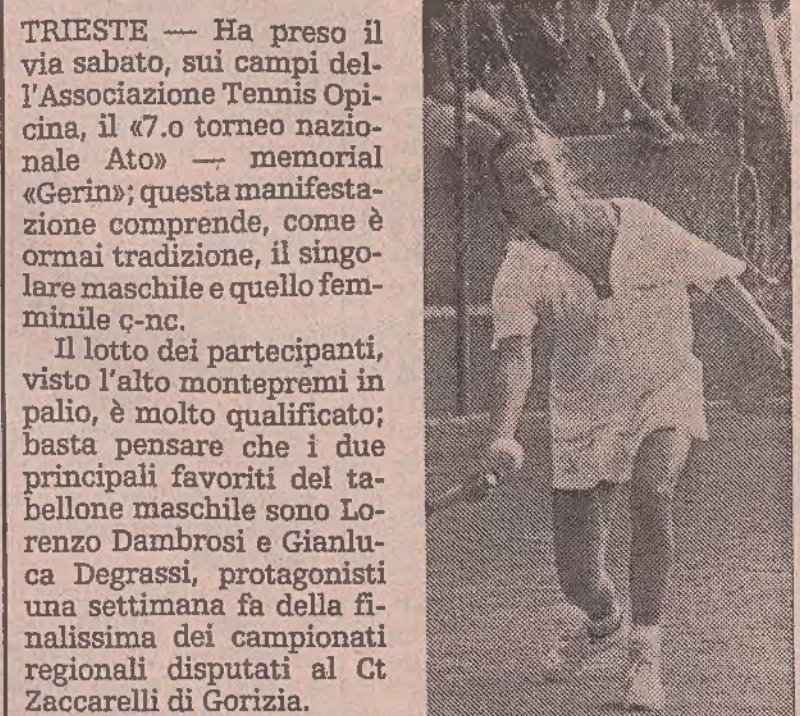 TRIESTE — Ha preso il
via sabato, sui campi del-
l'Associazione Tennis Opi-
cina, il «7.o torneo nazio-
nale Ato» — memorial
«Gerin»; questa manifesta-
zione comprende, come è
ormai tradizione, il singo-
lare maschile e quello fem-
minile ç-nc.
Il lotto dei partecipanti,
visto l'alto montepremi in
palio, è molto qualificato;
basta pensare che i due
principali favoriti del ta-
bellone maschile sono Lo-
renzo Dambrosi e Gianlu-
ca Degrassi, protagonisti
una settimana fa della fi-
nalissima dei campionati
regionali disputati al Ct
Zaccarelli di Gorizia.